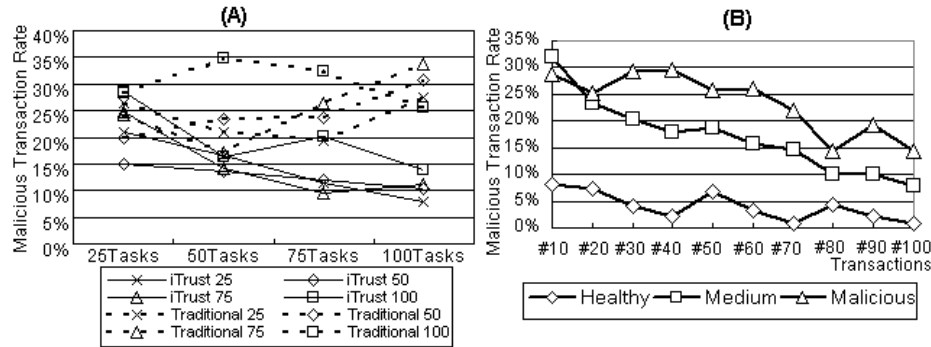 (A)
Malicious Transaction Rate
40%
35%
30%
25%
20%
15%
10%
5%
0%
25Tasks 50Tasks 75Tasks 100Tasks
iTrust 25 iTrust 50
iTrust 75 iTrust 100
Traditional 25 Traditional 50
Traditional 75 Traditional 100
(B)
Malicious Transaction Rate
35%
30%
25%
20%
15%
10%
5%
0%
#10 #20 #30 #40 #50 #60 #70 #80 #90 #100
Transactions
Healthy Medium Malicious